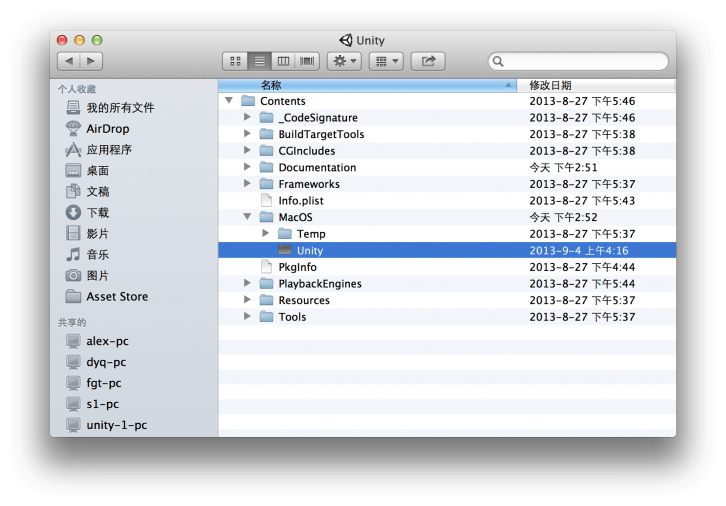 Unity
个人收藏
我的所有文件
AirDrop
应用程序
桌面
文稿
下载
影片
音乐
图片
Asset Store
共享的
alex-pc
dyq-pc
fgt-pc
s1-pc
unity-1-pc
名称 修改日期
Contents 2013-8-27 下午5:46
_CodeSignature 2013-8-27 下午5:46
BuildTargetTools 2013-8-27 下午5:38
CGIncludes 2013-8-27 下午5:38
Documentation 今天 下午2:51
Frameworks 2013-8-27 下午5:37
Info.plist 2013-8-27 下午5:43
MacOS 今天 下午2:52
Temp 2013-8-27 下午5:37
Unity 2013-9-4 上午4:16
PkgInfo 2013-8-27 下午4:44
PlaybackEngines 2013-8-27 下午4:44
Resources 2013-8-27 下午5:37
Tools 2013-8-27 下午5:37